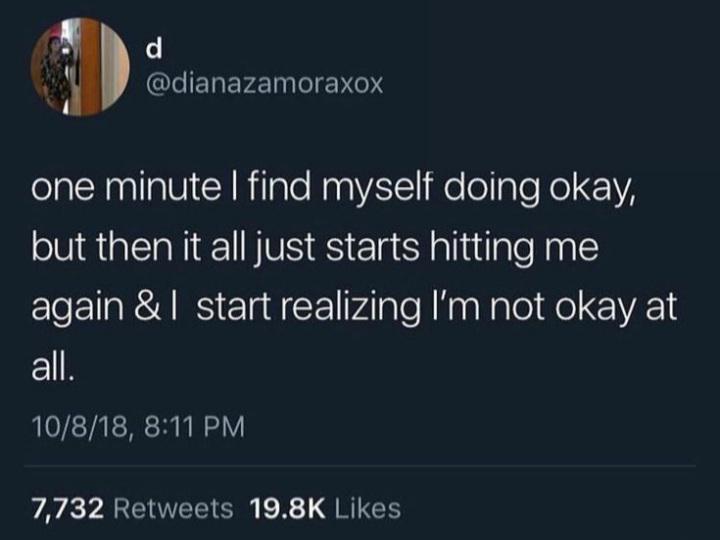 d
@dianazamoraxox
one minute I find myself doing okay,
but then it all just starts hitting me
again & I start realizing I'm not okay at
all.
10/8/18, 8:11 PM
7,732 Retweets 19.8K Likes